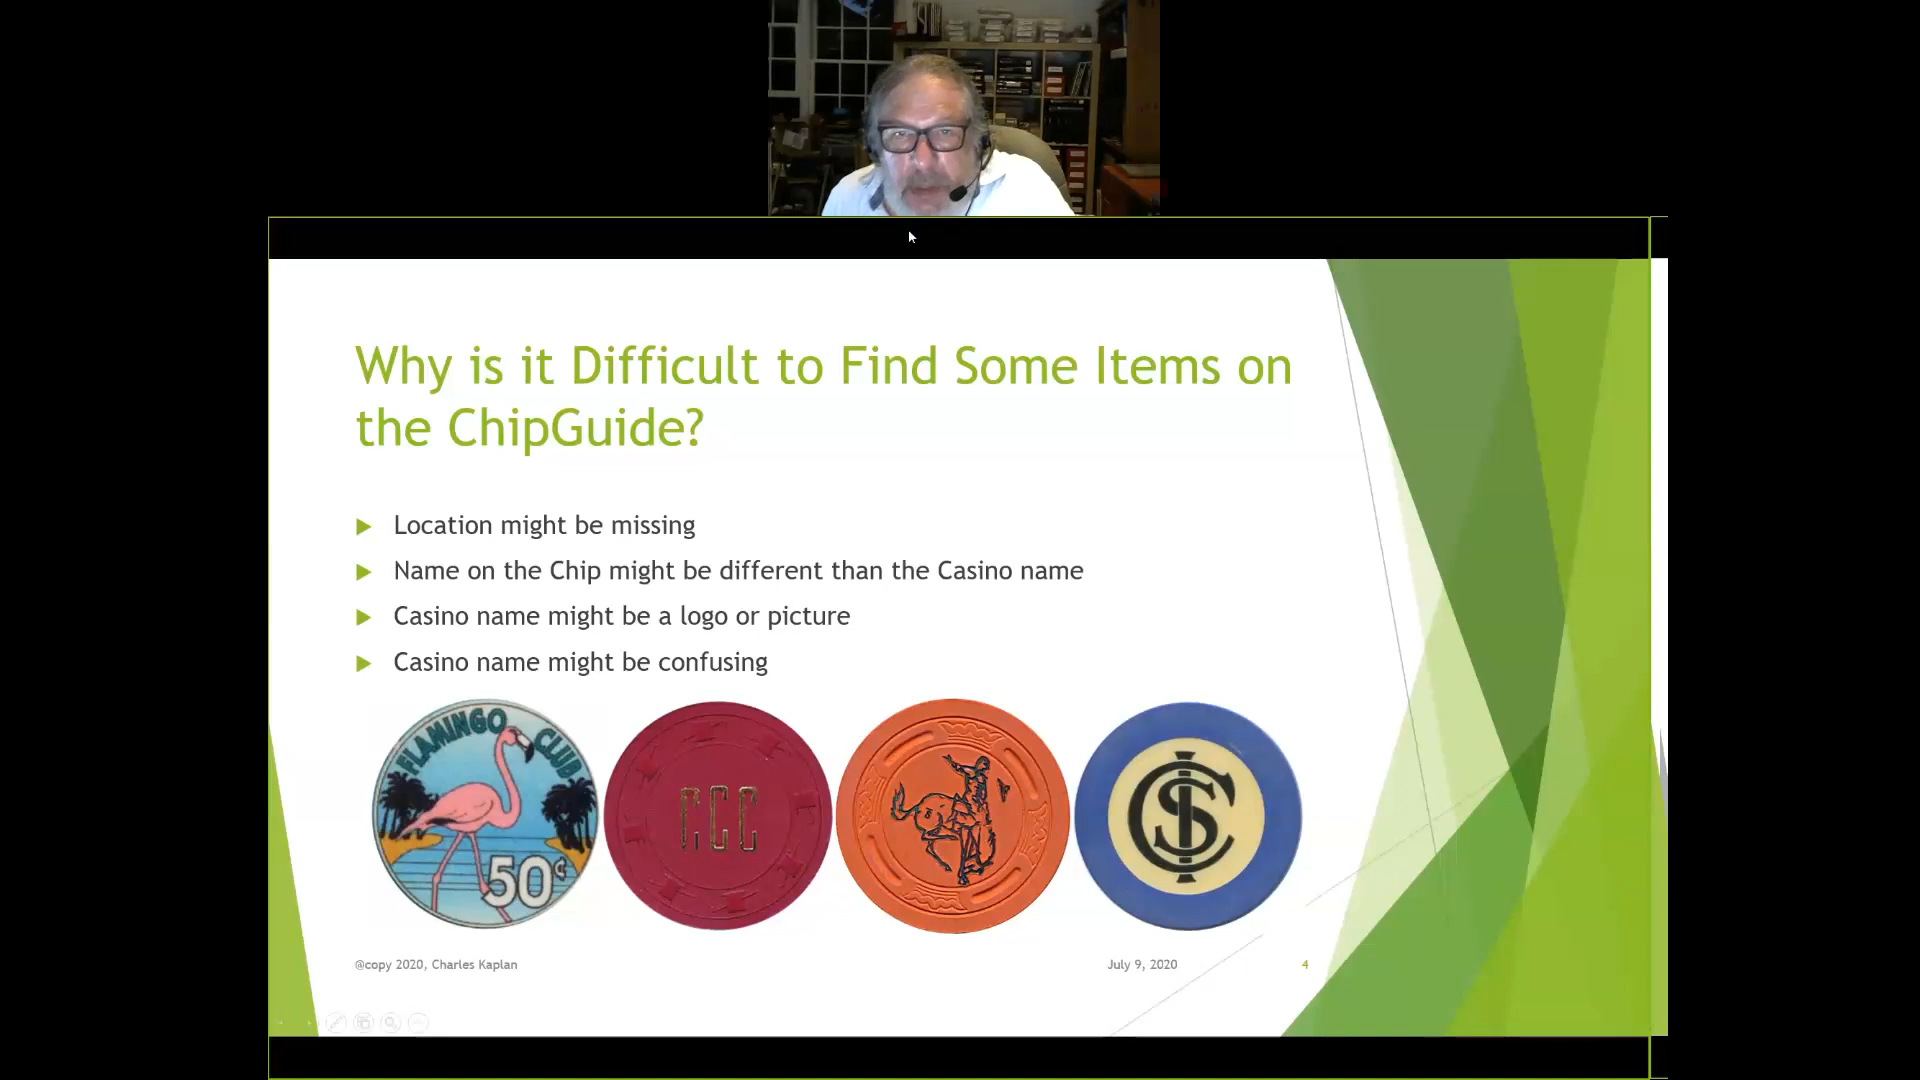 Why is it Difficult to Find Some Items on
the ChipGuide?
Location might be missing
Name on the Chip might be different than the Casino name
Casino name might be a logo or picture
Casino name might be confusing
FLAMINGO CLUB
50¢
CCC
@copy 2020, Charles Kaplan
July 9, 2020
4